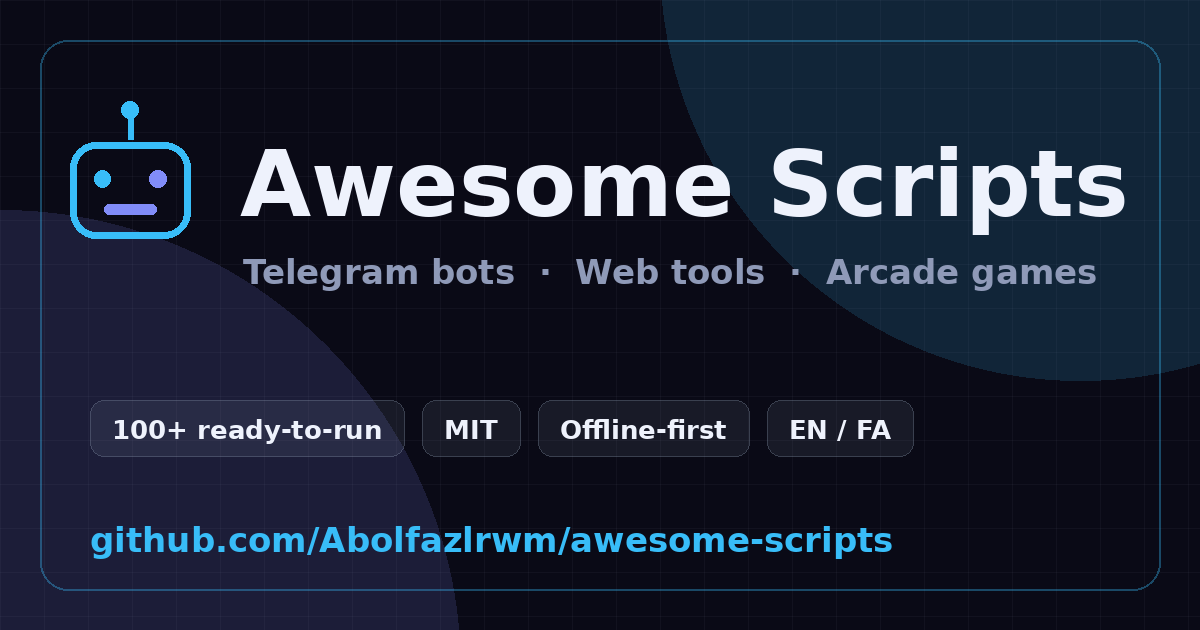 Awesome Scripts
Telegram bots · Web tools · Arcade games
100+ ready-to-run MIT Offline-first EN / FA
github.com/Abolfazlrwm/awesome-scripts